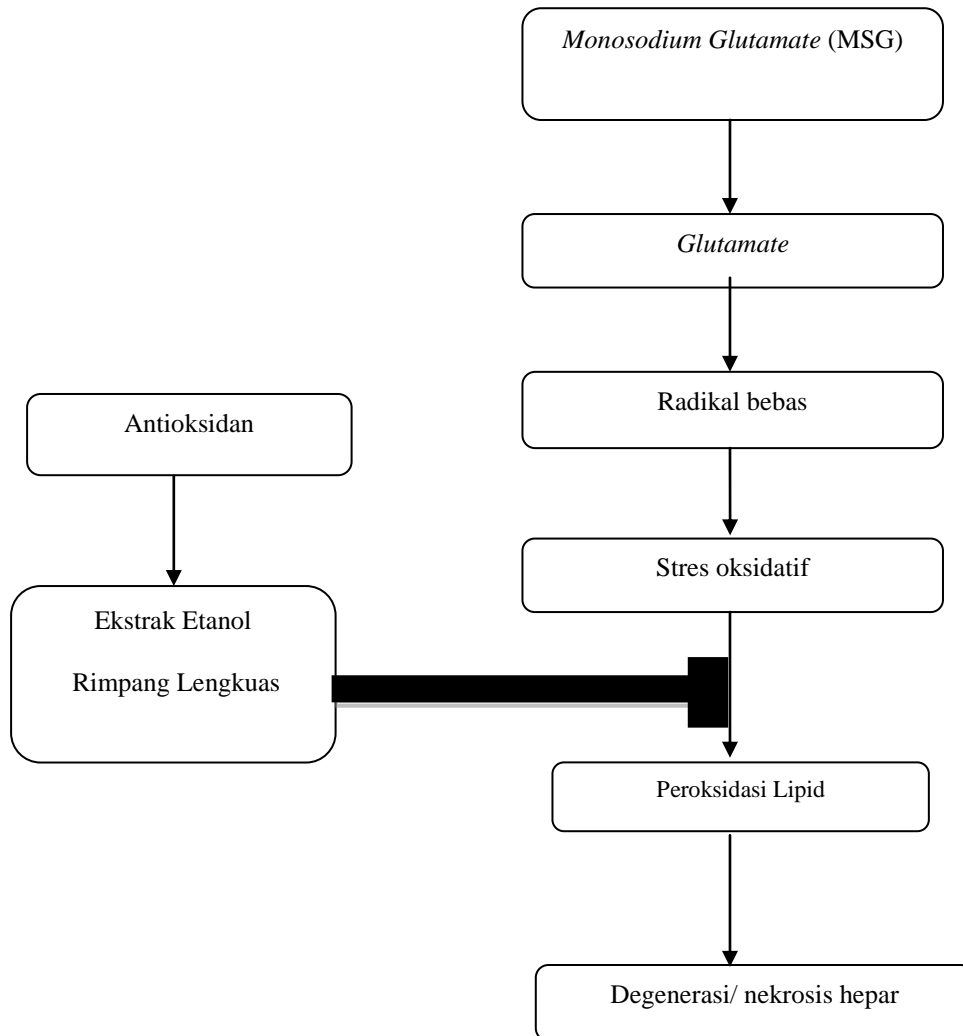 Monosodium Glutamate (MSG)
Glutamate
Radikal bebas
Antioksidan
Stres oksidatif
Ekstrak Etanol
Rimpang Lengkuas
Peroksidasi Lipid
Degenerasi/ nekrosis hepar